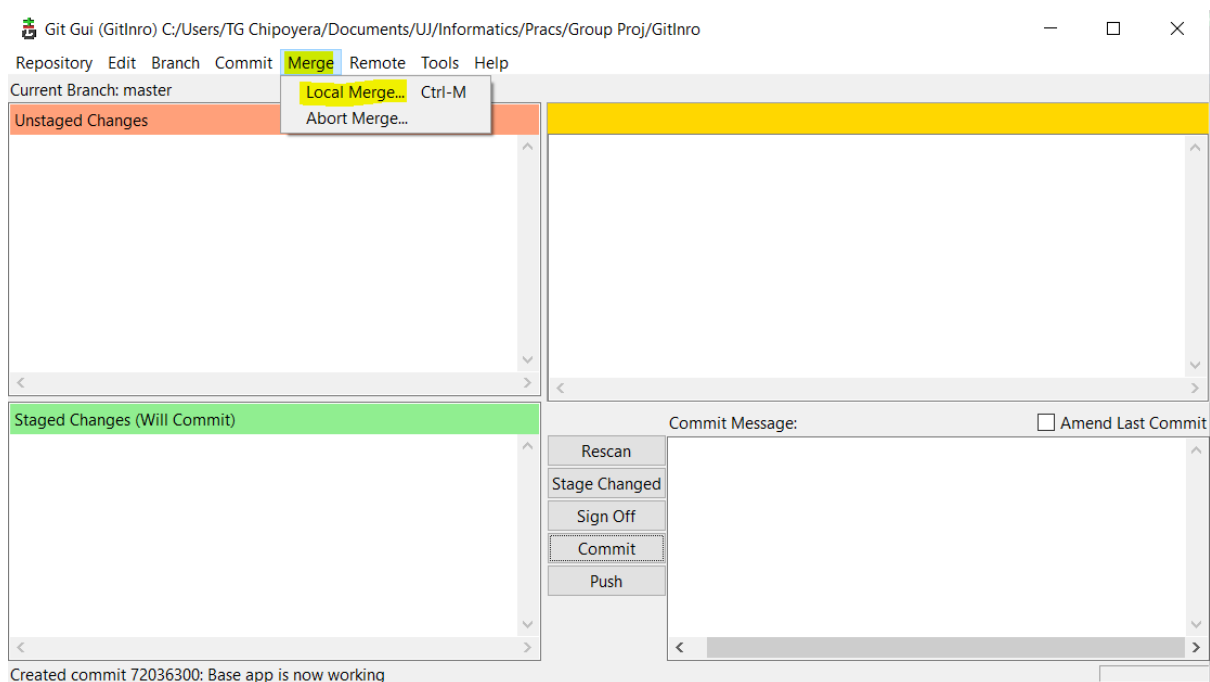 Git Gui (GitInro) C:/Users/TG Chipoyera/Documents/UJ/Informatics/Pracs/Group Proj/GitInro
Repository Edit Branch Commit Merge Remote Tools Help
Current Branch: master
Local Merge... Ctrl-M
Abort Merge...
Unstaged Changes
Staged Changes (Will Commit)
Commit Message:
Amend Last Commit
Rescan
Stage Changed
Sign Off
Commit
Push
Created commit 72036300: Base app is now working